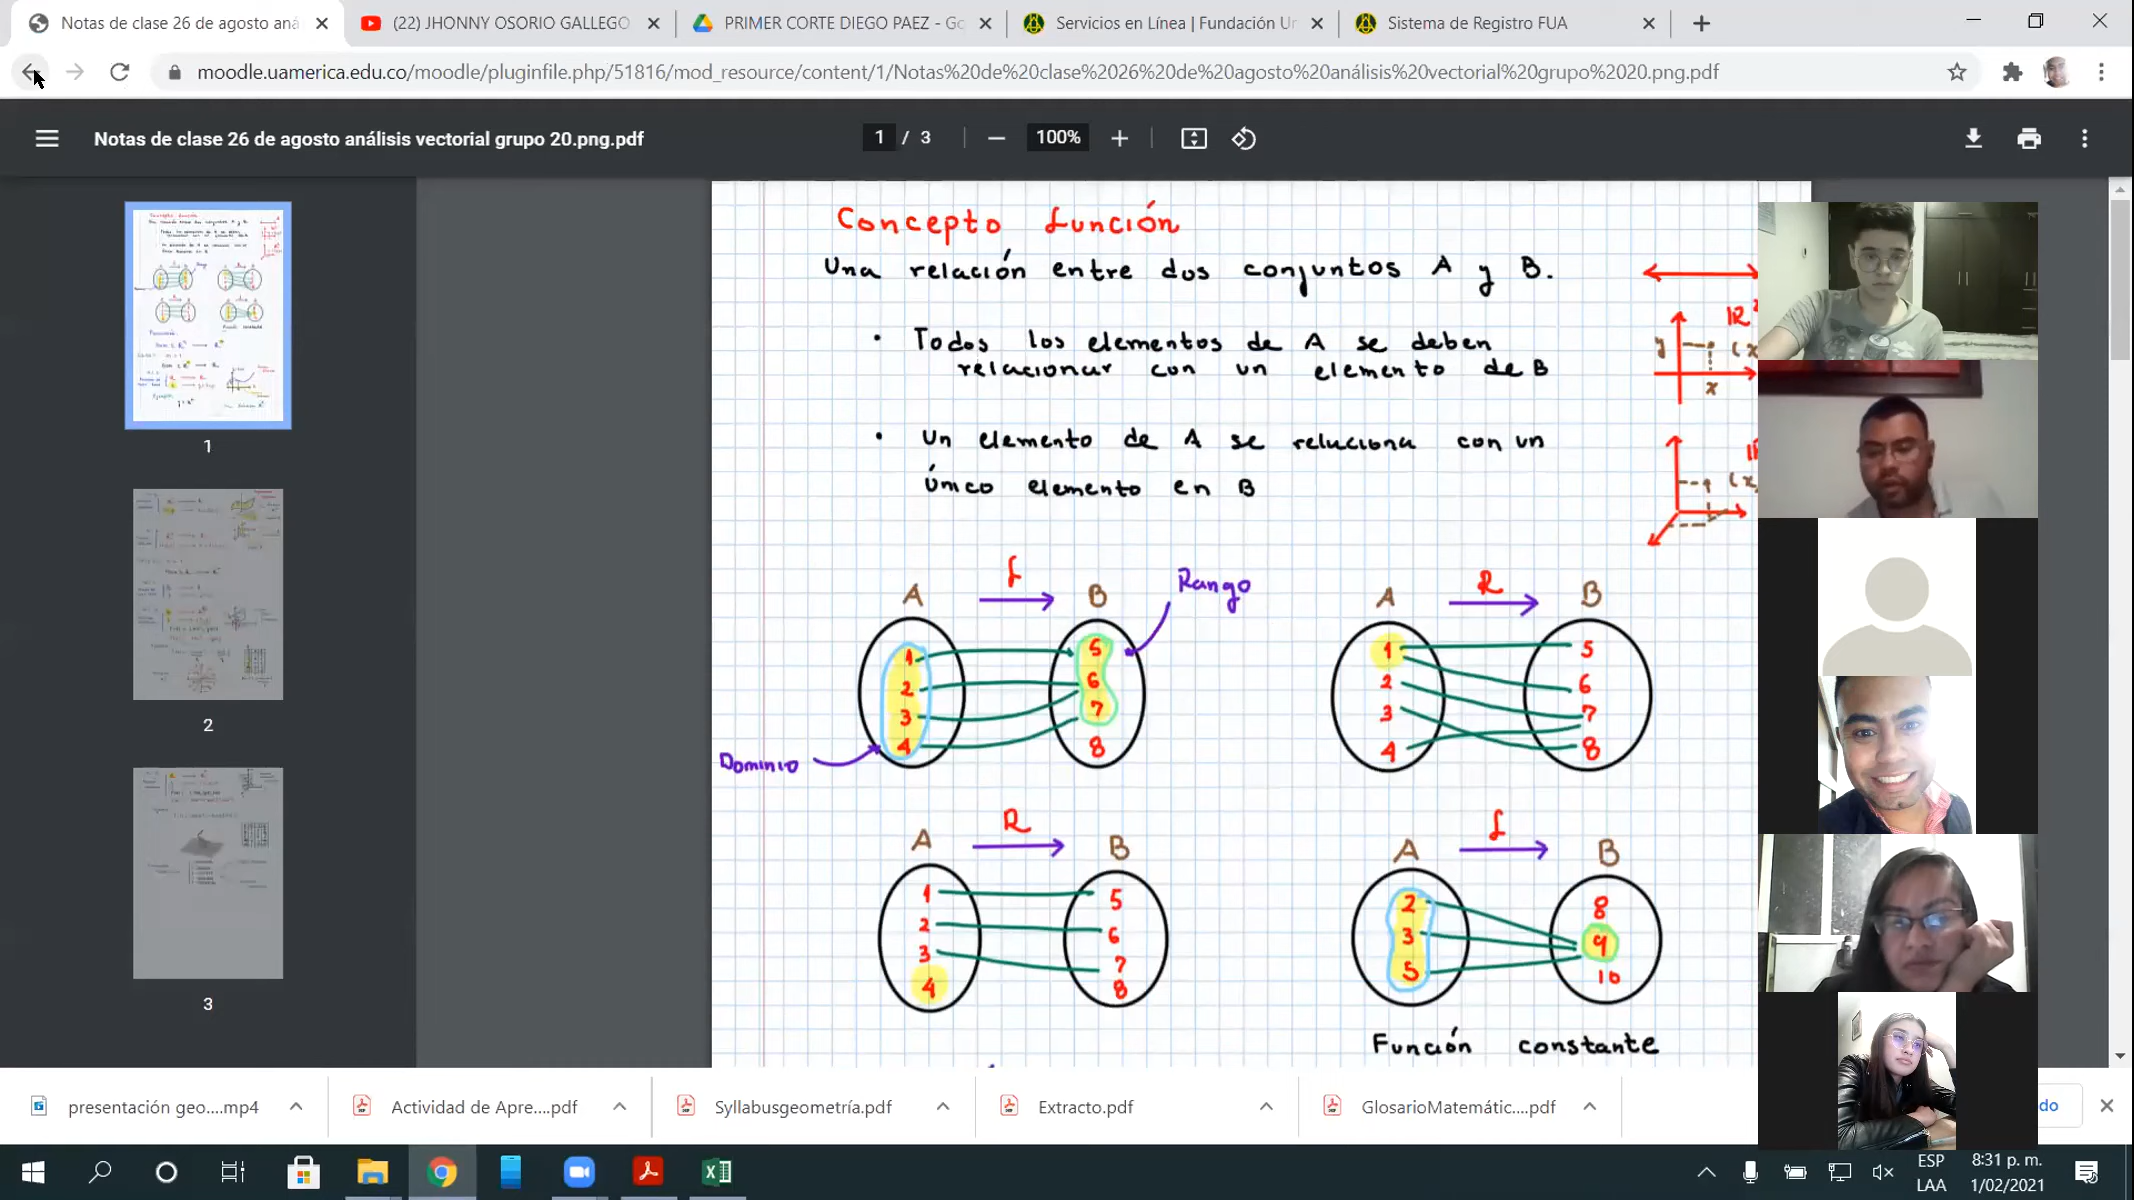 Notas de clase 26 de agosto aná
(22) JHONNY OSORIO GALLEGO
PRIMER CORTE DIEGO PAEZ - Go
Servicios en Línea | Fundación Un
Sistema de Registro FUA
moodle.uamerica.edu.co/moodle/pluginfile.php/51816/mod_resource/content/1/Notas%20de%20clase%2026%20de%20agosto%20análisis%20vectorial%20grupo%2020.png.pdf
Notas de clase 26 de agosto análisis vectorial grupo 20.png.pdf
1 / 3
100%
1
2
3
Concepto función
Una relación entre dos conjuntos A y B.
• Todos los elementos de A se deben
relacionar con un elemento de B
• Un elemento de A se relaciona con un
único elemento en B
IR²
y
(x
x
(x
A f B
Rango
1 5
2 6
3 7
4 8
Dominio
A R B
1 5
2 6
3 7
4 8
A R B
1 5
2 6
3 7
4 8
A f B
2 8
3 9
5 10
Función constante
presentación geo....mp4
Actividad de Apre....pdf
Syllabusgeometría.pdf
Extracto.pdf
GlosarioMatemátic....pdf
do
ESP
LAA
8:31 p. m.
1/02/2021